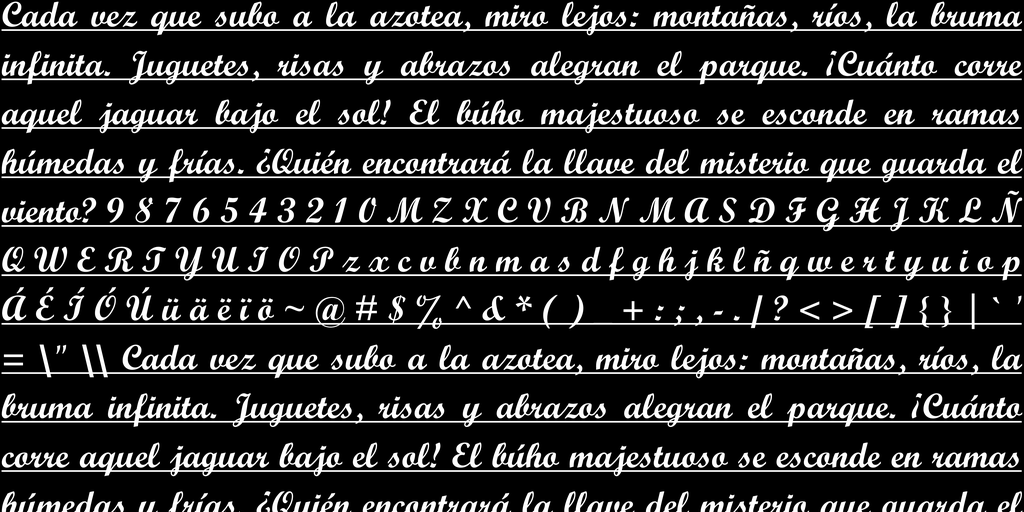 Cada vez que subo a la azotea, miro lejos: montañas, ríos, la bruma
infinita. Juguetes, risas y abrazos alegran el parque. ¡Cuánto corre
aquel jaguar bajo el sol! El búho majestuoso se esconde en ramas
húmedas y frías. ¿Quién encontrará la llave del misterio que guarda el
viento? 9 8 7 6 5 4 3 2 1 0 M Z X C V B N M A S D F G H J K L Ñ
Q W E R T Y U I O P z x c v b n m a s d f g h j k l ñ q w e r t y u i o p
Á É Í Ó Ú ü ä ë ï ö ~ @ # $ % ^ & * ( ) _ + : ; , - . / ? < > [ ] { } | ` '
= \" \\ Cada vez que subo a la azotea, miro lejos: montañas, ríos, la
bruma infinita. Juguetes, risas y abrazos alegran el parque. ¡Cuánto
corre aquel jaguar bajo el sol! El búho majestuoso se esconde en ramas
húmedas y frías. ¿Quién encontrará la llave del misterio que guarda el